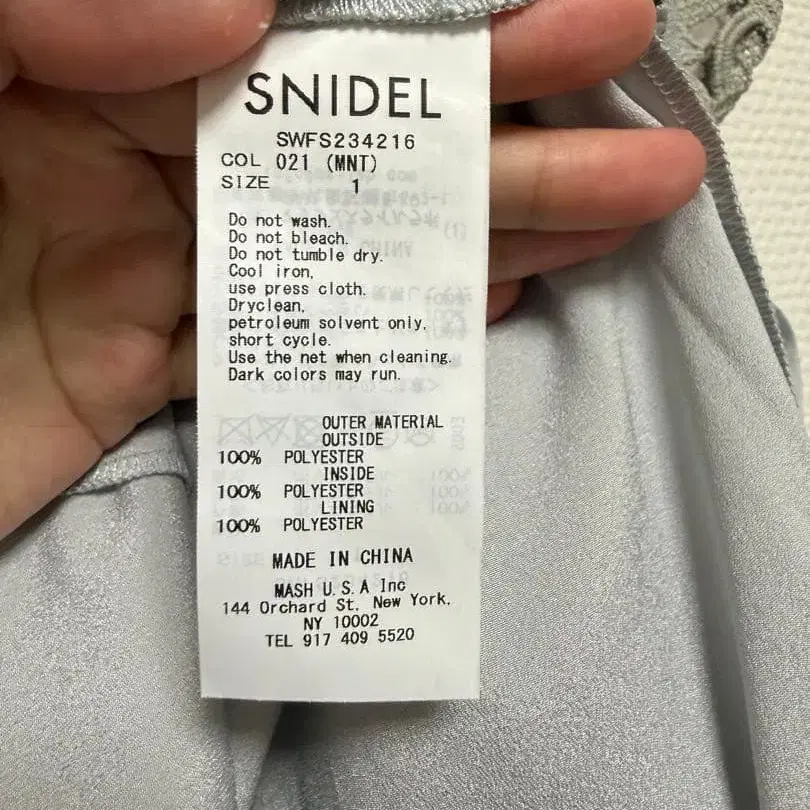 SNIDEL
SWFS234216
COL 021 (MNT)
SIZE 1
Do not wash.
Do not bleach.
Do not tumble dry.
Cool iron,
use press cloth.
Dryclean,
petroleum solvent only,
short cycle.
Use the net when cleaning.
Dark colors may run.
OUTER MATERIAL
OUTSIDE
100% POLYESTER
INSIDE
100% POLYESTER
LINING
100% POLYESTER
MADE IN CHINA
MASH U.S.A Inc
144 Orchard St. New York,
NY 10002
TEL 917 409 5520